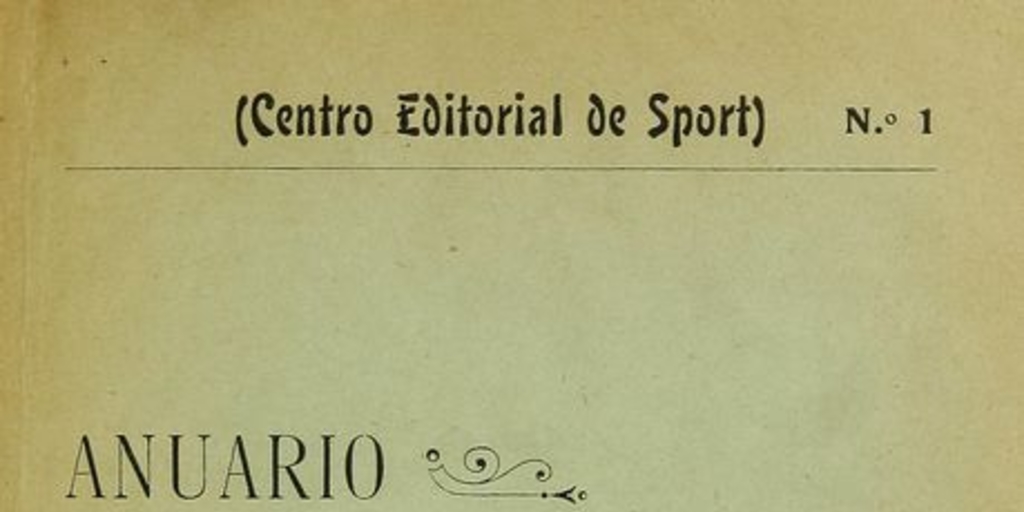 (Centro Editorial de Sport) N.º 1
ANUARIO